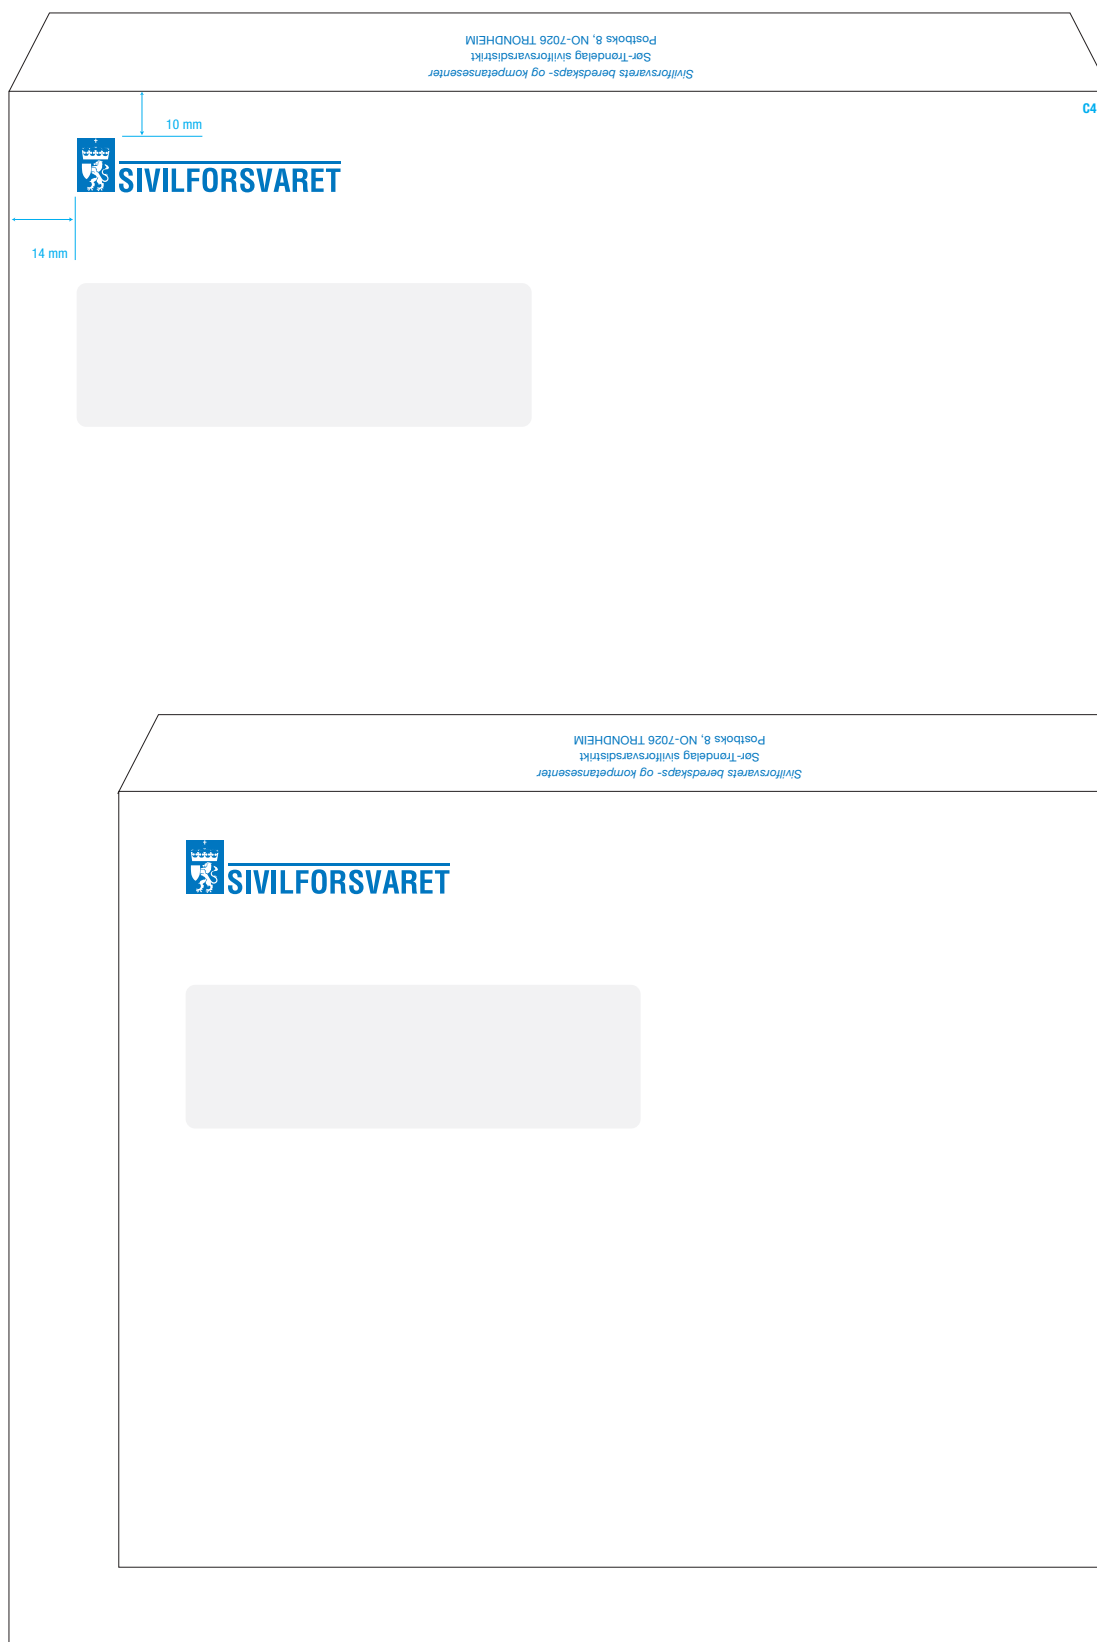 Sivilforsvarets beredskaps- og kompetansesenter
Sør-Trøndelag sivilforsvarsdistrikt
Postboks 8, NO-7026 TRONDHEIM
C4
10 mm
SIVILFORSVARET
14 mm
Sivilforsvarets beredskaps- og kompetansesenter
Sør-Trøndelag sivilforsvarsdistrikt
Postboks 8, NO-7026 TRONDHEIM
SIVILFORSVARET